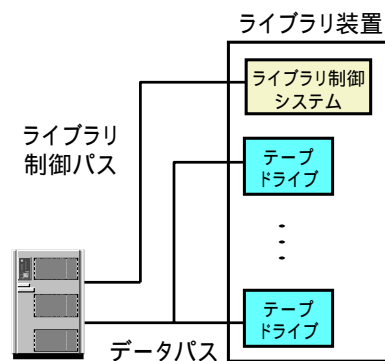 ライブラリ装置
ライブラリ制御
システム
ライブラリ
制御パス
テープ
ドライブ
テープ
ドライブ
データパス